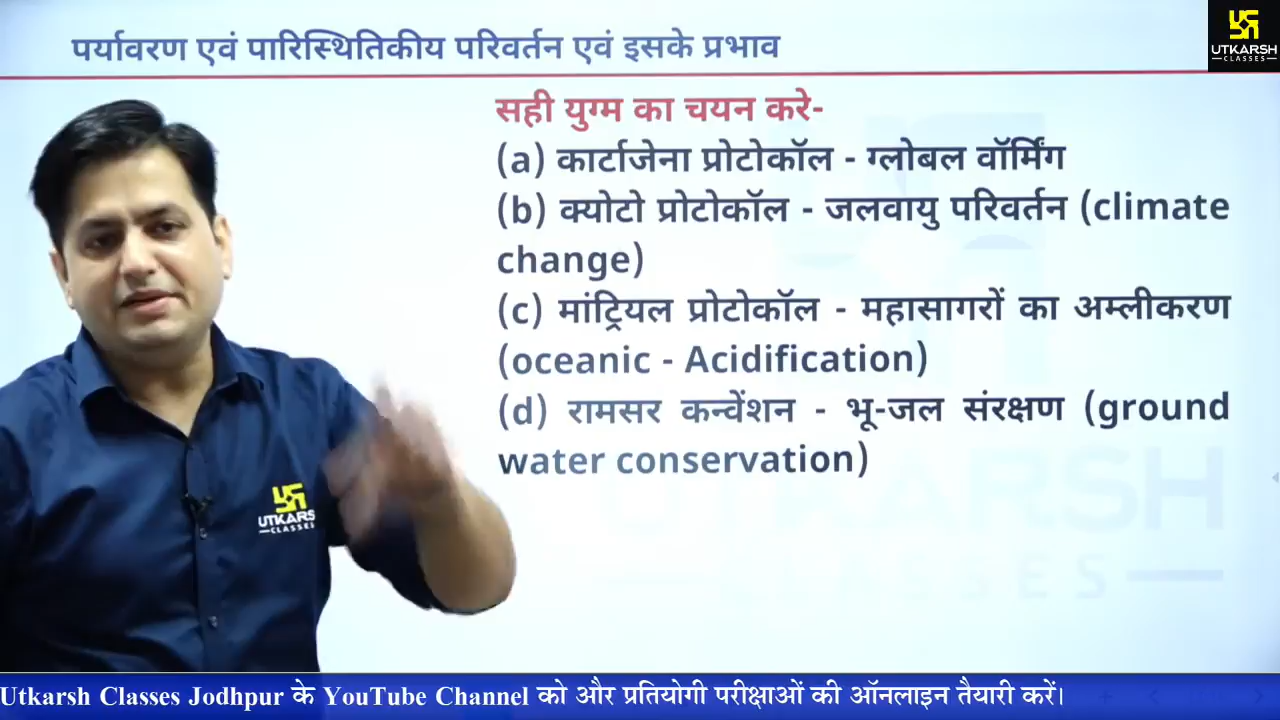 पर्यावरण एवं पारिस्थितिकीय परिवर्तन एवं इसके प्रभाव
UTKARSH
CLASSES
सही युग्म का चयन करे-
(a) कार्टाजेना प्रोटोकॉल - ग्लोबल वॉर्मिंग
(b) क्योटो प्रोटोकॉल - जलवायु परिवर्तन (climate
change)
(c) मांट्रियल प्रोटोकॉल - महासागरों का अम्लीकरण
(oceanic - Acidification)
(d) रामसर कन्वेंशन - भू-जल संरक्षण (ground
water conservation)
UTKARS
CLASSES
UTKARSH
CLASSES
Utkarsh Classes Jodhpur के YouTube Channel को और प्रतियोगी परीक्षाओं की ऑनलाइन तैयारी करें।